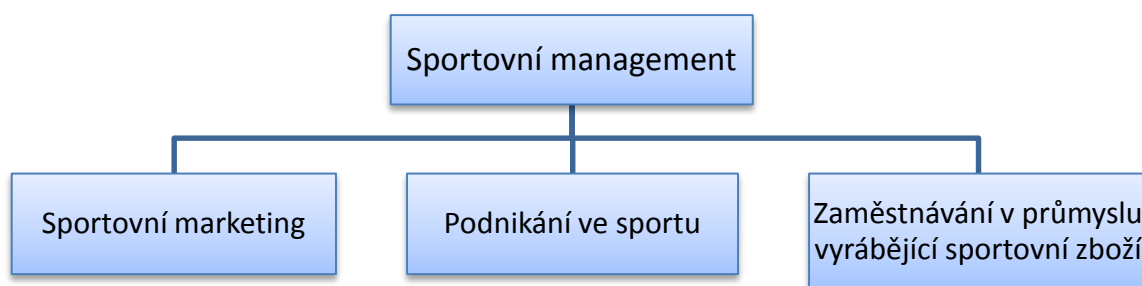 Sportovní management
Sportovní marketing
Podnikání ve sportu
Zaměstnávání v průmyslu
vyrábějící sportovní zboží